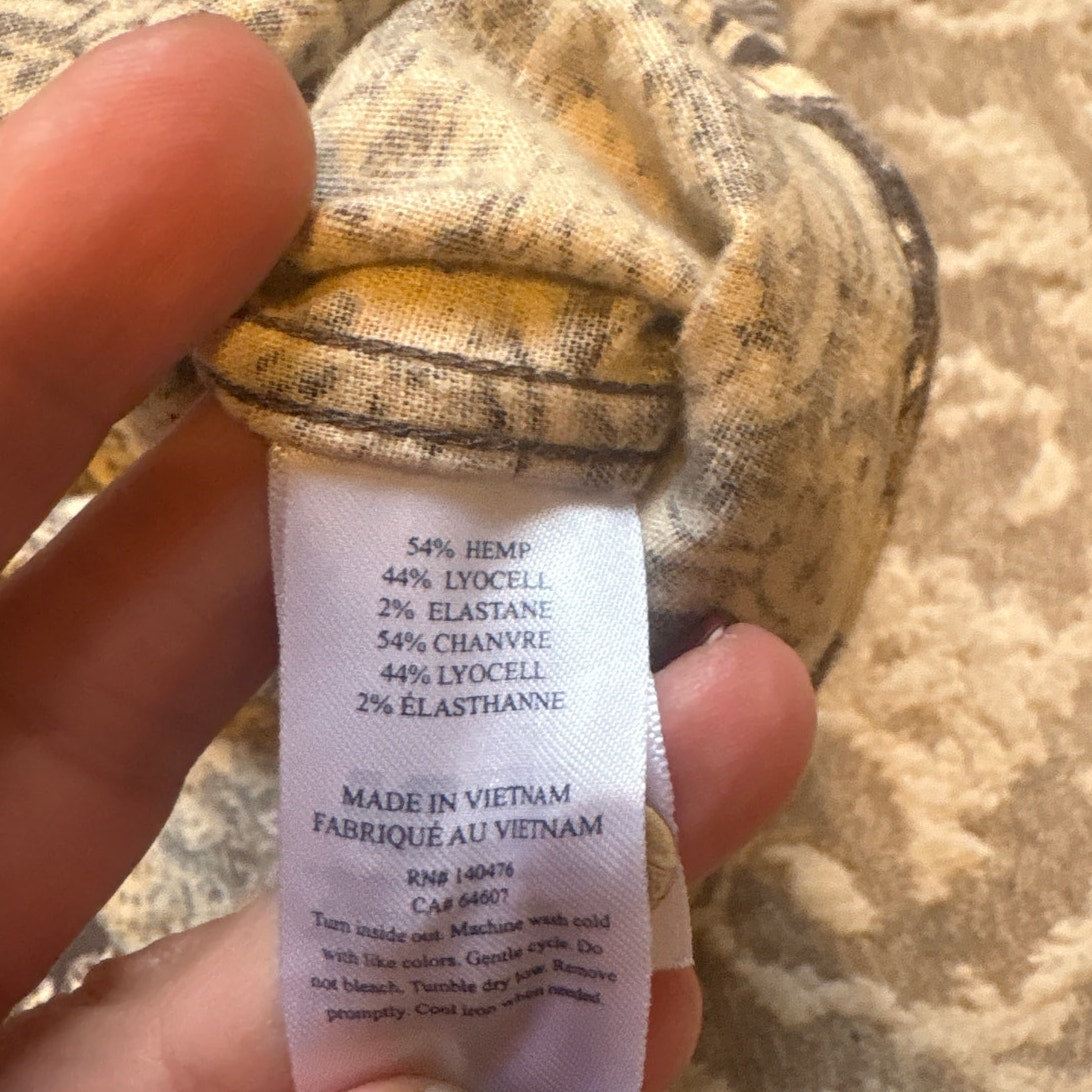 54% HEMP
44% LYOCELL
2% ELASTANE
54% CHANVRE
44% LYOCELL
2% ÉLASTHANNE
MADE IN VIETNAM
FABRIQUÉ AU VIETNAM
RN# 140476
CA# 64607
Turn inside out. Machine wash cold
with like colors. Gentle cycle. Do
not bleach. Tumble dry low. Remove
promptly. Cool iron when needed.